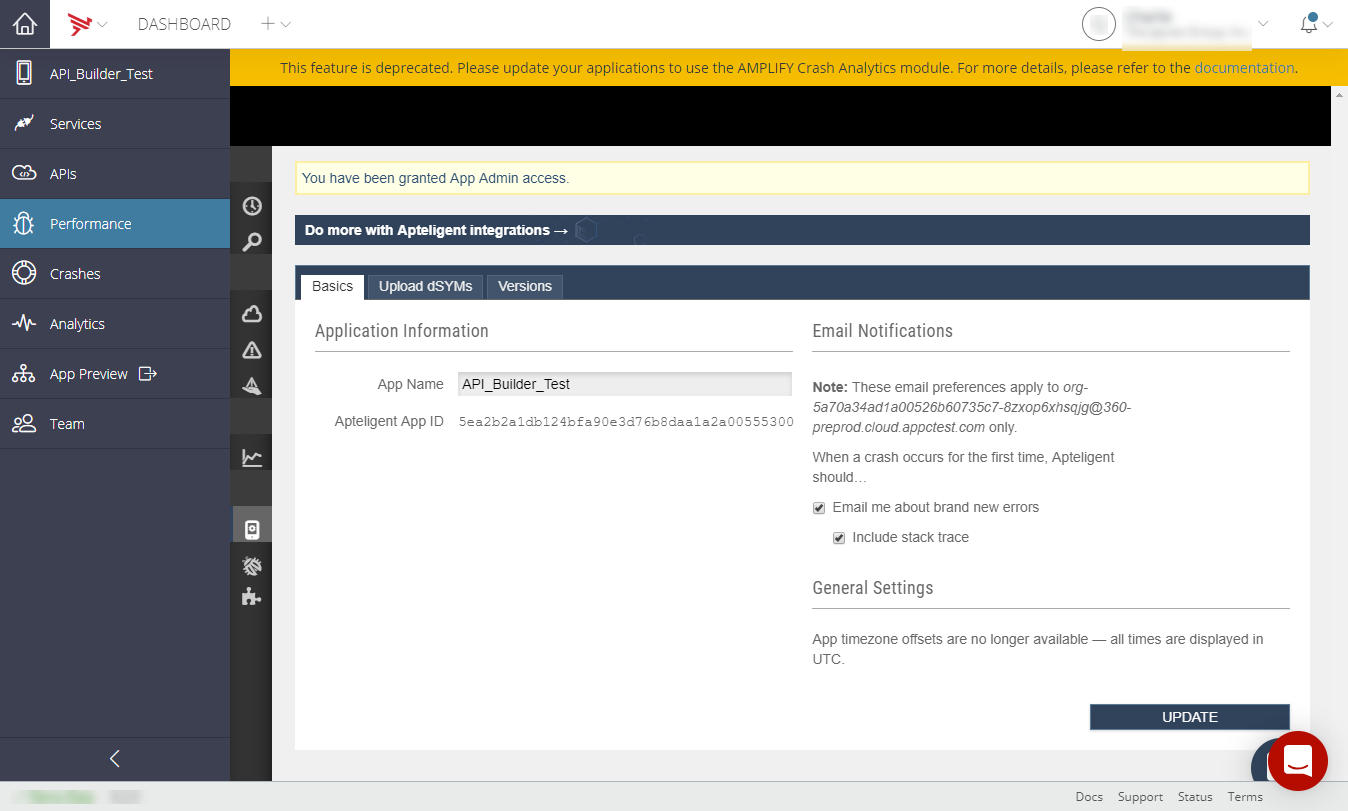 DASHBOARD
API_Builder_Test
Services
APIs
Performance
Crashes
Analytics
App Preview
Team
This feature is deprecated. Please update your applications to use the AMPLIFY Crash Analytics module. For more details, please refer to the documentation.
You have been granted App Admin access.
Do more with Apteligent integrations →
Basics Upload dSYMs Versions
Application Information
App Name API_Builder_Test
Apteligent App ID 5ea2b2a1db124bfa90e3d76b8daa1a2a00555300
Email Notifications
Note: These email preferences apply to org-
5a70a34ad1a00526b60735c7-8zxop6xhsqjg@360-
preprod.cloud.appctest.com only.
When a crash occurs for the first time, Apteligent
should…
Email me about brand new errors
Include stack trace
General Settings
App timezone offsets are no longer available — all times are displayed in
UTC.
UPDATE
Docs Support Status Terms